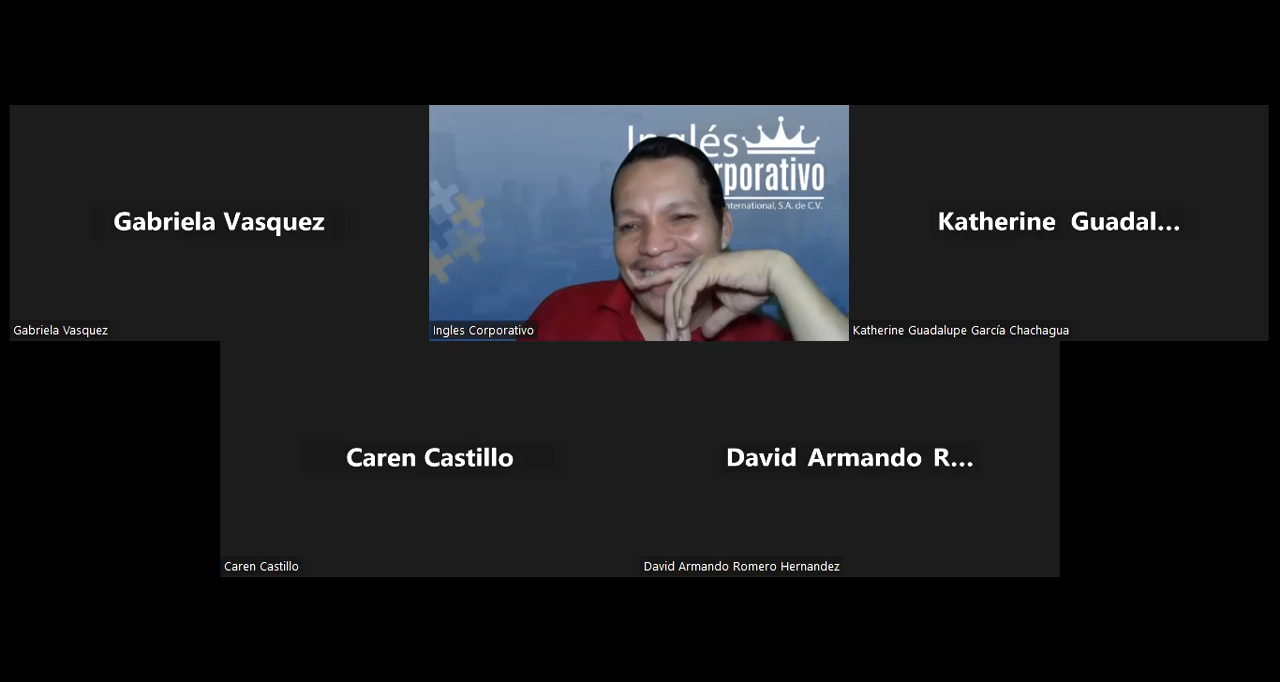 Inglés
rporativo
International, S.A. de C.V.
Gabriela Vasquez
Katherine Guadal...
Gabriela Vasquez
Ingles Corporativo
Katherine Guadalupe García Chachagua
Caren Castillo
David Armando R...
Caren Castillo
David Armando Romero Hernandez